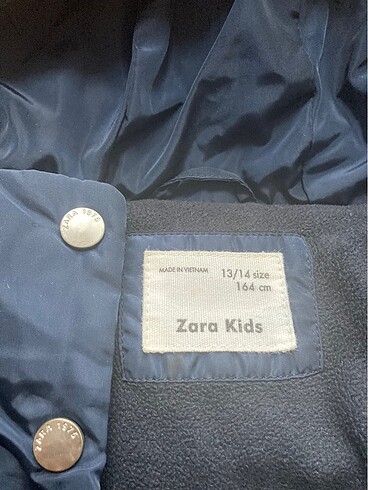 ZARA 1975
MADE IN VIETNAM
13/14 size
164 cm
Zara Kids
ZARA 1975